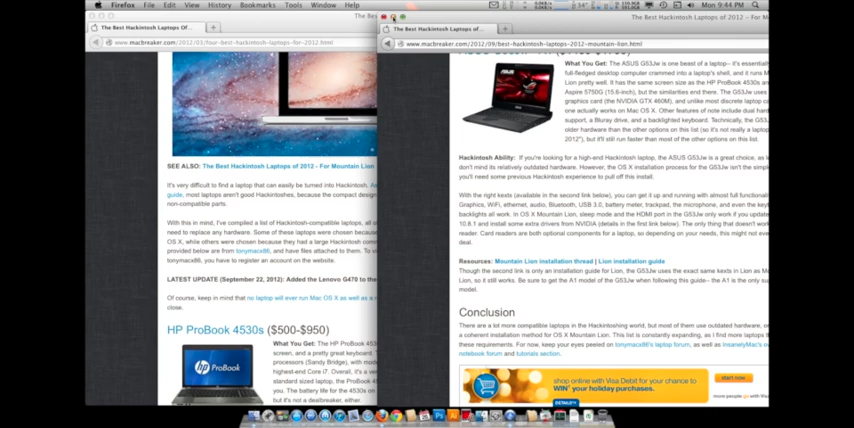 Firefox File Edit View History Bookmarks Tools Window Help
Mon 9:44 PM
The Best Hackintosh Laptops Of...
www.macbreaker.com/2012/03/four-best-hackintosh-laptops-for-2012.html
SEE ALSO: The Best Hackintosh Laptops of 2012 - For Mountain Lion
It's very difficult to find a laptop that can easily be turned into Hackintosh.
guide, most laptops aren't good Hackintoshes, because the compact design
non-compatible parts.
With this in mind, I've compiled a list of Hackintosh-compatible laptops, all o
need to replace any hardware. Some of these laptops were chosen because
OS X, while others were chosen because they had a large Hackintosh com
provided below are from tonymacx86, and have files attached to them. To vi
tonymacx86, you have to register an account on the website.
LATEST UPDATE (September 22, 2012): Added the Lenovo G470 to the
Of course, keep in mind that no laptop will ever run Mac OS X as well as a r
close.
HP ProBook 4530s ($500-$950)
ProBook
What You Get: The HP ProBook 453
screen, and a pretty great keyboard.
processors (Sandy Bridge), with mode
highest-end Core i7. Overall, it's a very
standard sized laptop, the ProBook 4
you. The battery life for the 4530s on
but it's not a dealbreaker, either.
The Best Hackintosh Laptops of 2012 - For M
The Best Hackintosh Laptops of...
www.macbreaker.com/2012/09/best-hackintosh-laptops-2012-mountain-lion.html
What You Get: The ASUS G53Jw is one beast of a laptop-- it's essentially
full-fledged desktop computer crammed into a laptop's shell, and it runs M
Lion pretty well. It has the same screen size as the HP ProBook 4530s an
Aspire 5750G (15.6-inch), but the similarities end there. The G53Jw uses
graphics card (the NVIDIA GTX 460M), and unlike most discrete laptop ca
one actually works on Mac OS X. Other features of note include dual hard
support, a Bluray drive, and a backlighted keyboard. Technically, the G53
older hardware than the other options on this list (so it's not really a laptop
2012"), but it'll still run faster than most of the other options on this list.
Hackintosh Ability: If you're looking for a high-end Hackintosh laptop, the ASUS G53Jw is a great choice, as l
don't mind its relatively outdated hardware. However, the OS X installation process for the G53Jw isn't the simple
you'll need some previous Hackintosh experience to pull off this install.
With the right kexts (available in the second link below), you can get it up and running with almost full functionali
Graphics, WiFi, ethernet, audio, Bluetooth, USB 3.0, battery meter, trackpad, the microphone, and even the key
backlights all work. In OS X Mountain Lion, sleep mode and the HDMI port in the G53Jw only work if you update
10.8.1 and install some extra drivers from NVIDIA (details in the first link below). The only thing that doesn't wor
reader: Card readers are both optional components for a laptop, so depending on your needs, this might not eve
deal.
Resources: Mountain Lion installation thread | Lion installation guide
Though the second link is only an installation guide for Lion, the G53Jw uses the exact same kexts in Lion as M
Lion, so it still works. Be sure to get the A1 model of the G53Jw when following this guide-- the A1 is the only su
model.
Conclusion
There are a lot more compatible laptops in the Hackintoshing world, but most of them use outdated hardware, or
a coherent installation method for OS X Mountain Lion. This list is constantly expanding, as I find more laptops th
these requirements. For now, keep your eyes peeled on tonymacx86's laptop forum, as well as InsanelyMac's ov
notebook forum and tutorials section.
shop online with Visa Debit for your chance to
WIN your holiday purchases.
DETAILS
START NOW
more people go with Visa